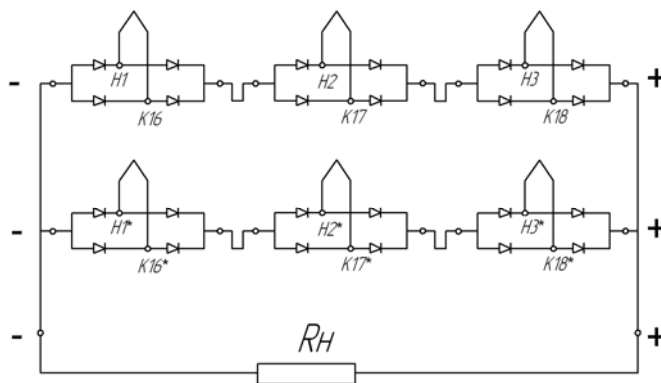 - H1 H2 H3 +
K16 K17 K18
- H1* H2* H3* +
K16* K17* K18*
- RH +